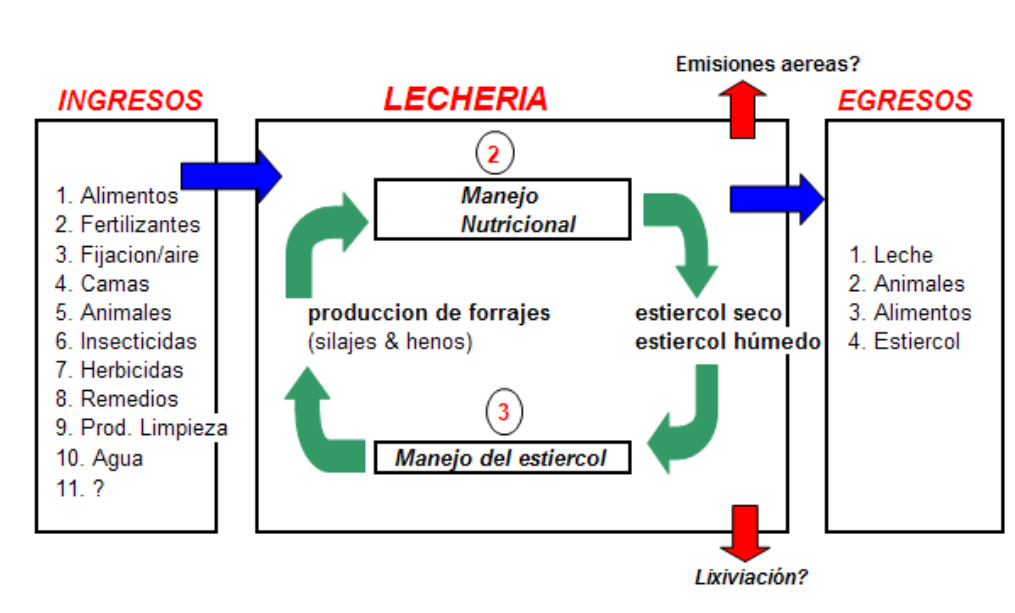 Emisiones aereas?
INGRESOS
LECHERIA
EGRESOS
1. Alimentos
2. Fertilizantes
3. Fijacion/aire
4. Camas
5. Animales
6. Insecticidas
7. Herbicidas
8. Remedios
9. Prod. Limpieza
10. Agua
11. ?
2
Manejo
Nutricional
produccion de forrajes
(silajes & henos)
estiercol seco
estiercol húmedo
3
Manejo del estiercol
1. Leche
2. Animales
3. Alimentos
4. Estiercol
Lixiviación?